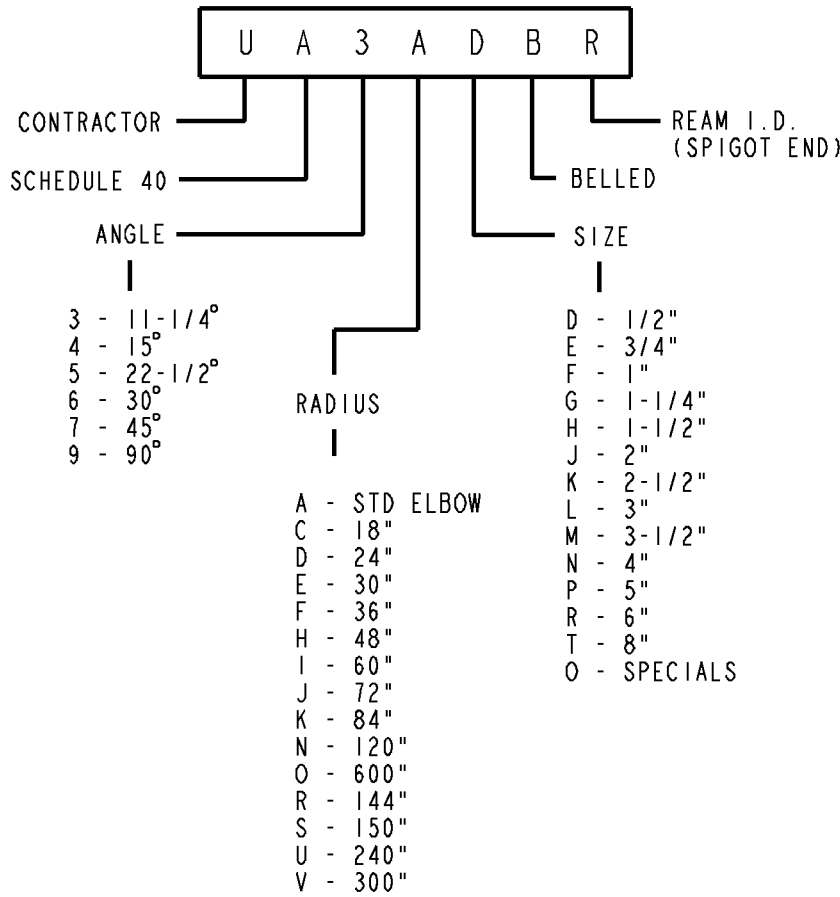 U A 3 A D B R
CONTRACTOR
REAM I.D.
(SPIGOT END)
SCHEDULE 40
BELLED
ANGLE
SIZE
3 - 11-1/4°
4 - 15°
5 - 22-1/2°
6 - 30°
7 - 45°
9 - 90°
RADIUS
A - STD ELBOW
C - 18"
D - 24"
E - 30"
F - 36"
H - 48"
I - 60"
J - 72"
K - 84"
N - 120"
O - 600"
R - 144"
S - 150"
U - 240"
V - 300"
D - 1/2"
E - 3/4"
F - 1"
G - 1-1/4"
H - 1-1/2"
J - 2"
K - 2-1/2"
L - 3"
M - 3-1/2"
N - 4"
P - 5"
R - 6"
T - 8"
O - SPECIALS